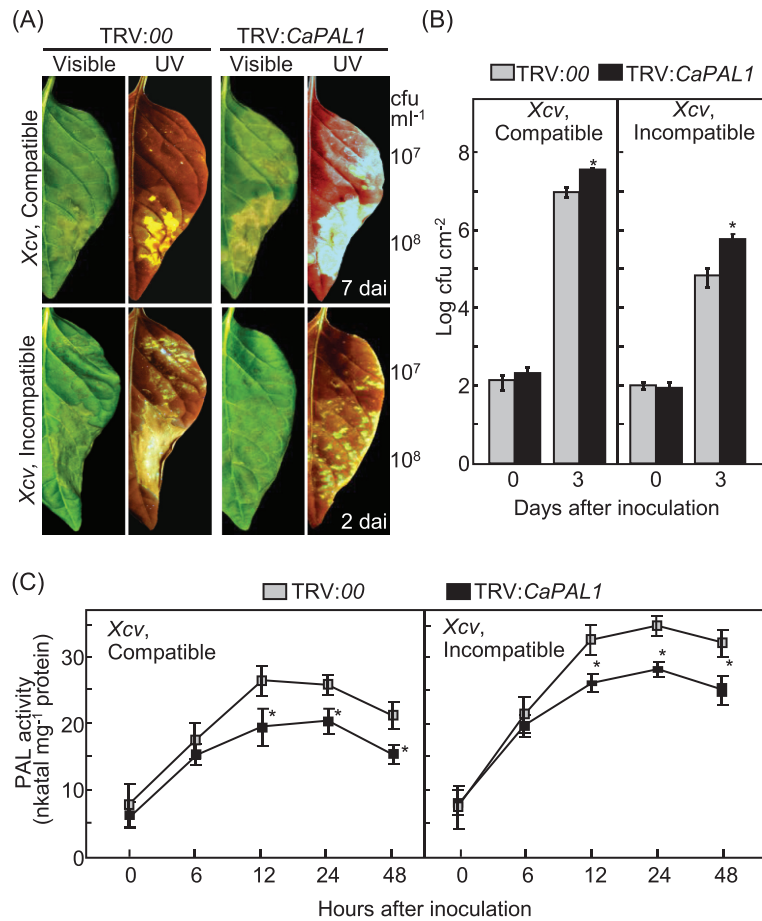 (A)
TRV:00 TRV:CaPAL1
Visible UV Visible UV
cfu
ml-1
Xcv, Compatible
10^7
10^8
7 dai
Xcv, Incompatible
10^7
10^8
2 dai
(B)
TRV:00 TRV:CaPAL1
Xcv,
Compatible
Xcv,
Incompatible
Log cfu cm-2
8
6
4
2
0
* *
0 3 0 3
Days after inoculation
(C)
TRV:00 TRV:CaPAL1
Xcv,
Compatible
Xcv,
Incompatible
PAL activity
(nkatal mg-1 protein)
30
20
10
0
* * *
* * *
0 6 12 24 48 0 6 12 24 48
Hours after inoculation